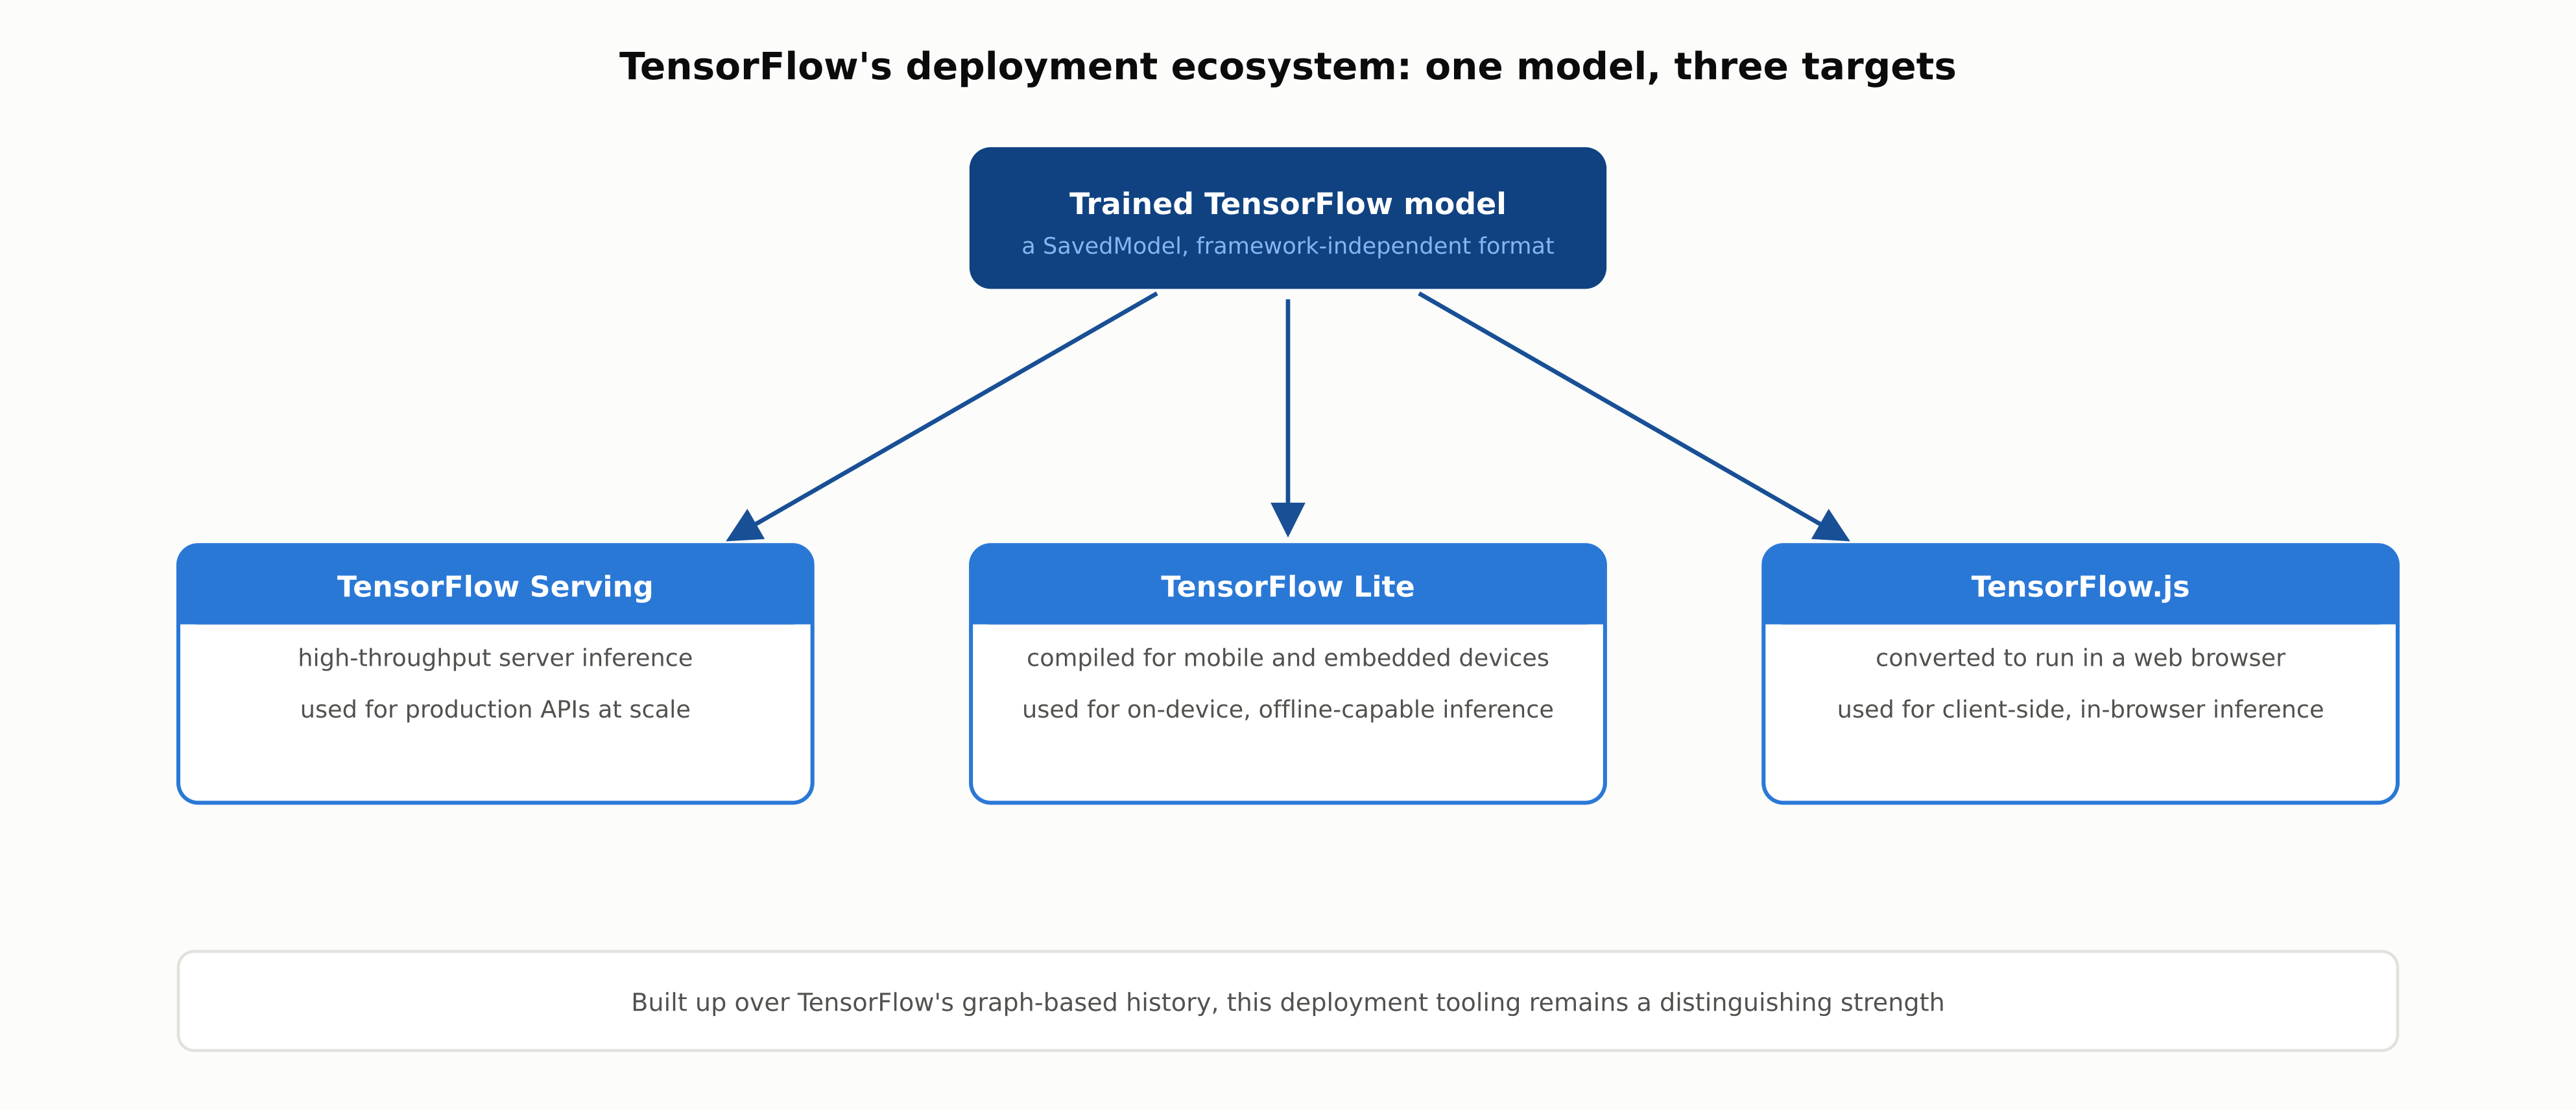 TensorFlow's deployment ecosystem: one model, three targets
Trained TensorFlow model
a SavedModel, framework-independent format
TensorFlow Serving
high-throughput server inference
used for production APIs at scale
TensorFlow Lite
compiled for mobile and embedded devices
used for on-device, offline-capable inference
TensorFlow.js
converted to run in a web browser
used for client-side, in-browser inference
Built up over TensorFlow's graph-based history, this deployment tooling remains a distinguishing strength